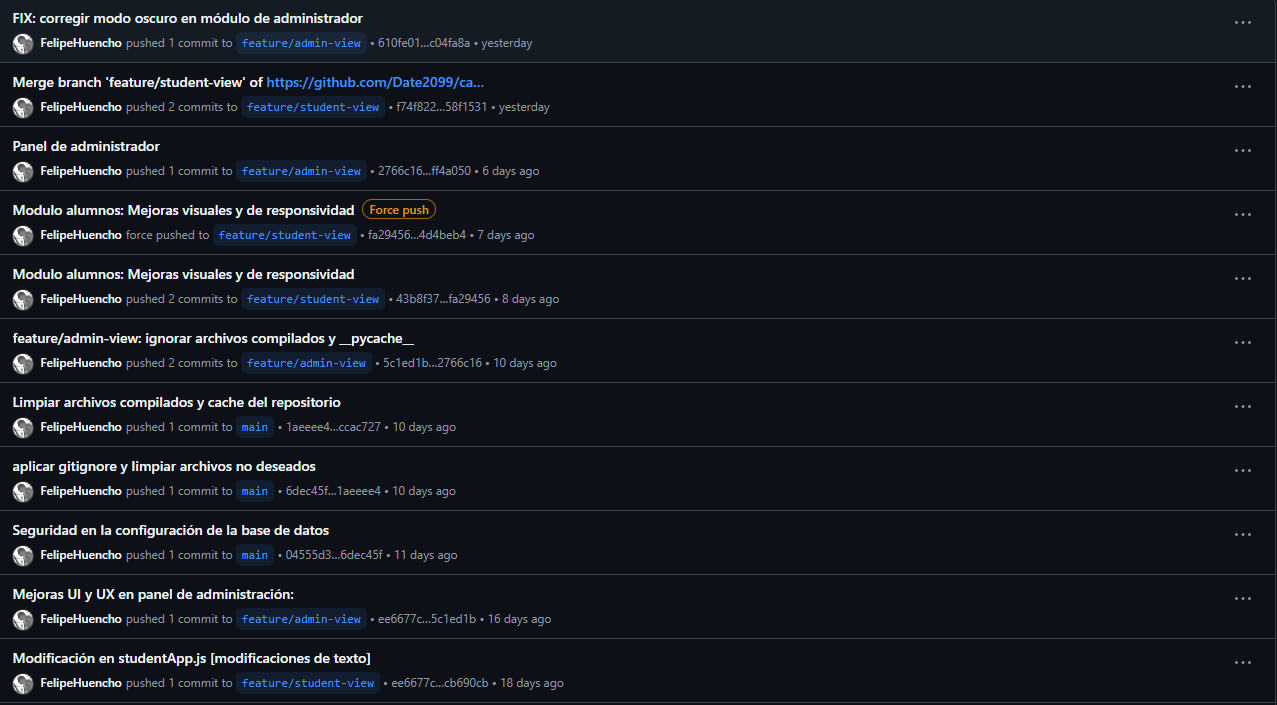 FIX: corregir modo oscuro en módulo de administrador
FelipeHuencho pushed 1 commit to feature/admin-view • 610fe01...c04fa8a • yesterday
Merge branch 'feature/student-view' of https://github.com/Date2099/ca...
FelipeHuencho pushed 2 commits to feature/student-view • f74f822...58f1531 • yesterday
Panel de administrador
FelipeHuencho pushed 1 commit to feature/admin-view • 2766c16...ff4a050 • 6 days ago
Modulo alumnos: Mejoras visuales y de responsividad Force push
FelipeHuencho force pushed to feature/student-view • fa29456...4d4beb4 • 7 days ago
Modulo alumnos: Mejoras visuales y de responsividad
FelipeHuencho pushed 2 commits to feature/student-view • 43b8f37...fa29456 • 8 days ago
feature/admin-view: ignorar archivos compilados y __pycache__
FelipeHuencho pushed 2 commits to feature/admin-view • 5c1ed1b...2766c16 • 10 days ago
Limpiar archivos compilados y cache del repositorio
FelipeHuencho pushed 1 commit to main • 1aeeee4...ccac727 • 10 days ago
aplicar gitignore y limpiar archivos no deseados
FelipeHuencho pushed 1 commit to main • 6dec45f...1aeeee4 • 10 days ago
Seguridad en la configuración de la base de datos
FelipeHuencho pushed 1 commit to main • 04555d3...6dec45f • 11 days ago
Mejoras UI y UX en panel de administración:
FelipeHuencho pushed 1 commit to feature/admin-view • ee6677c...5c1ed1b • 16 days ago
Modificación en studentApp.js [modificaciones de texto]
FelipeHuencho pushed 1 commit to feature/student-view • ee6677c...cb690cb • 18 days ago